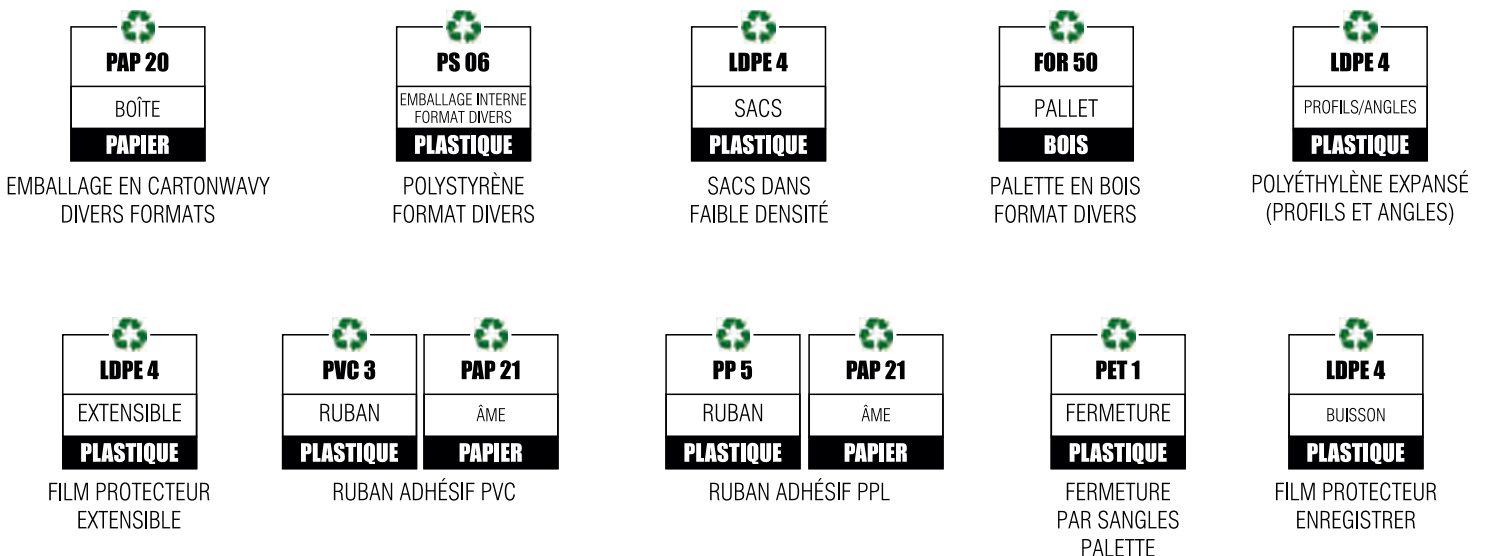 PAP 20
BOÎTE
PAPIER
EMBALLAGE EN CARTONWAVY
DIVERS FORMATS
PS 06
EMBALLAGE INTERNE
FORMAT DIVERS
PLASTIQUE
POLYSTYRÈNE
FORMAT DIVERS
LDPE 4
SACS
PLASTIQUE
SACS DANS
FAIBLE DENSITÉ
FOR 50
PALLET
BOIS
PALETTE EN BOIS
FORMAT DIVERS
LDPE 4
PROFILS/ANGLES
PLASTIQUE
POLYÉTHYLÈNE EXPANSÉ
(PROFILS ET ANGLES)
LDPE 4
EXTENSIBLE
PLASTIQUE
FILM PROTECTEUR
EXTENSIBLE
PVC 3
RUBAN
PLASTIQUE
PAP 21
ÂME
PAPIER
RUBAN ADHÉSIF PVC
PP 5
RUBAN
PLASTIQUE
PAP 21
ÂME
PAPIER
RUBAN ADHÉSIF PPL
PET 1
FERMETURE
PLASTIQUE
FERMETURE
PAR SANGLES
PALETTE
LDPE 4
BUISSON
PLASTIQUE
FILM PROTECTEUR
ENREGISTRER